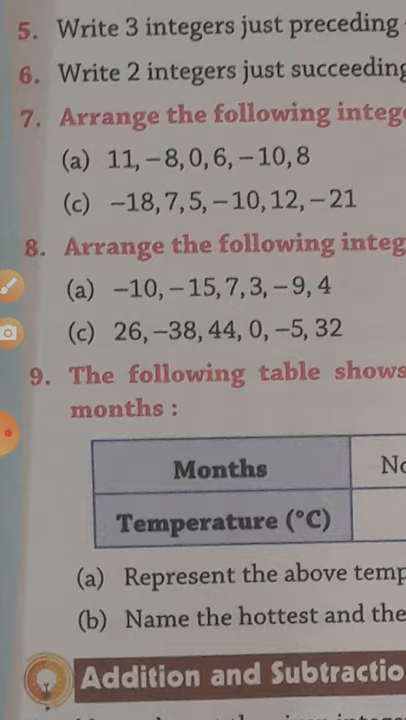 5. Write 3 integers just preceding
6. Write 2 integers just succeeding
7. Arrange the following intege
(a) 11, −8, 0, 6, −10, 8
(c) −18, 7, 5, −10, 12, −21
8. Arrange the following integ
(a) −10, −15, 7, 3, −9, 4
(c) 26, −38, 44, 0, −5, 32
9. The following table shows
months :
Months No
Temperature (°C)
(a) Represent the above temp
(b) Name the hottest and the
Addition and Subtractio